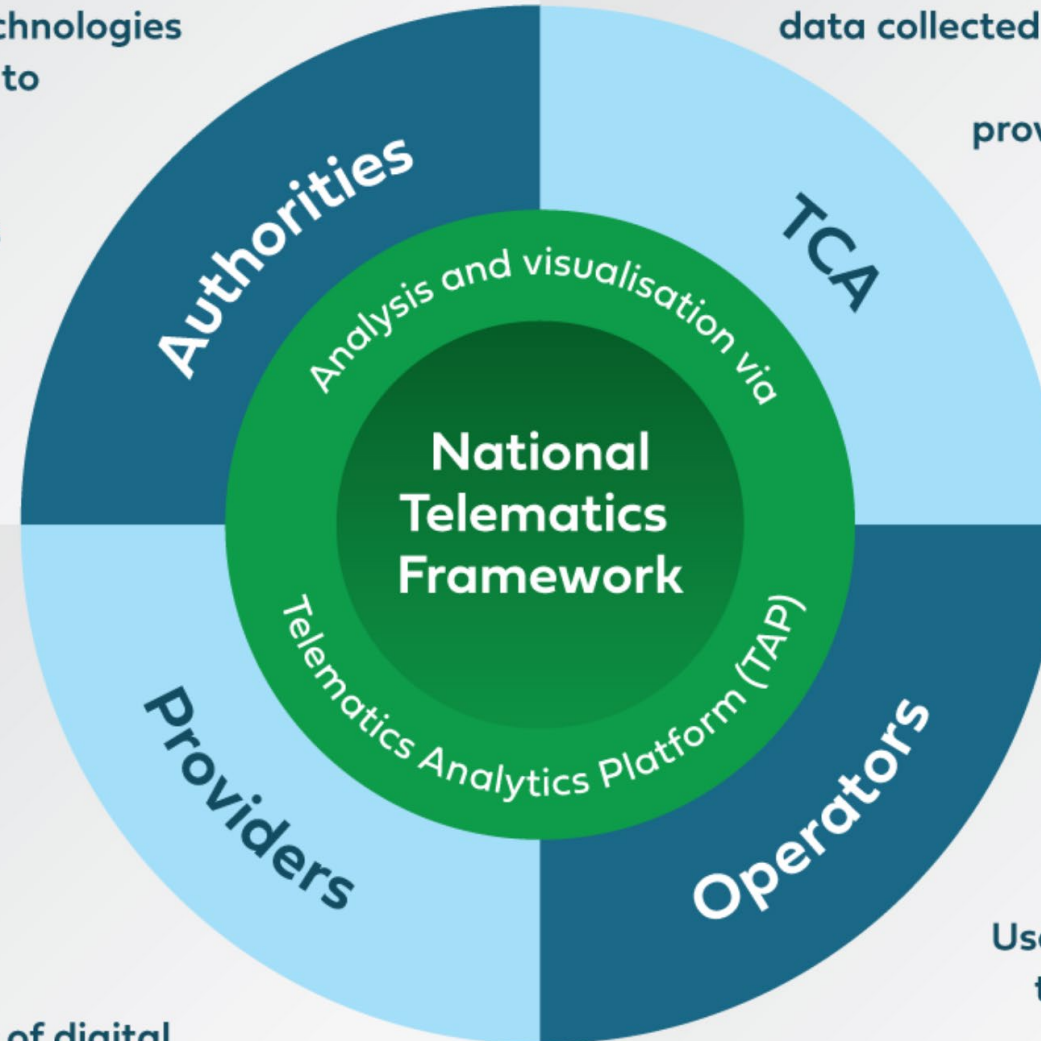 chnologies
to
data collected
prov
Authorities
TCA
Analysis and visualisation via
National
Telematics
Framework
Telematics Analytics Platform (TAP)
Providers
Operators
Us
t
of digital